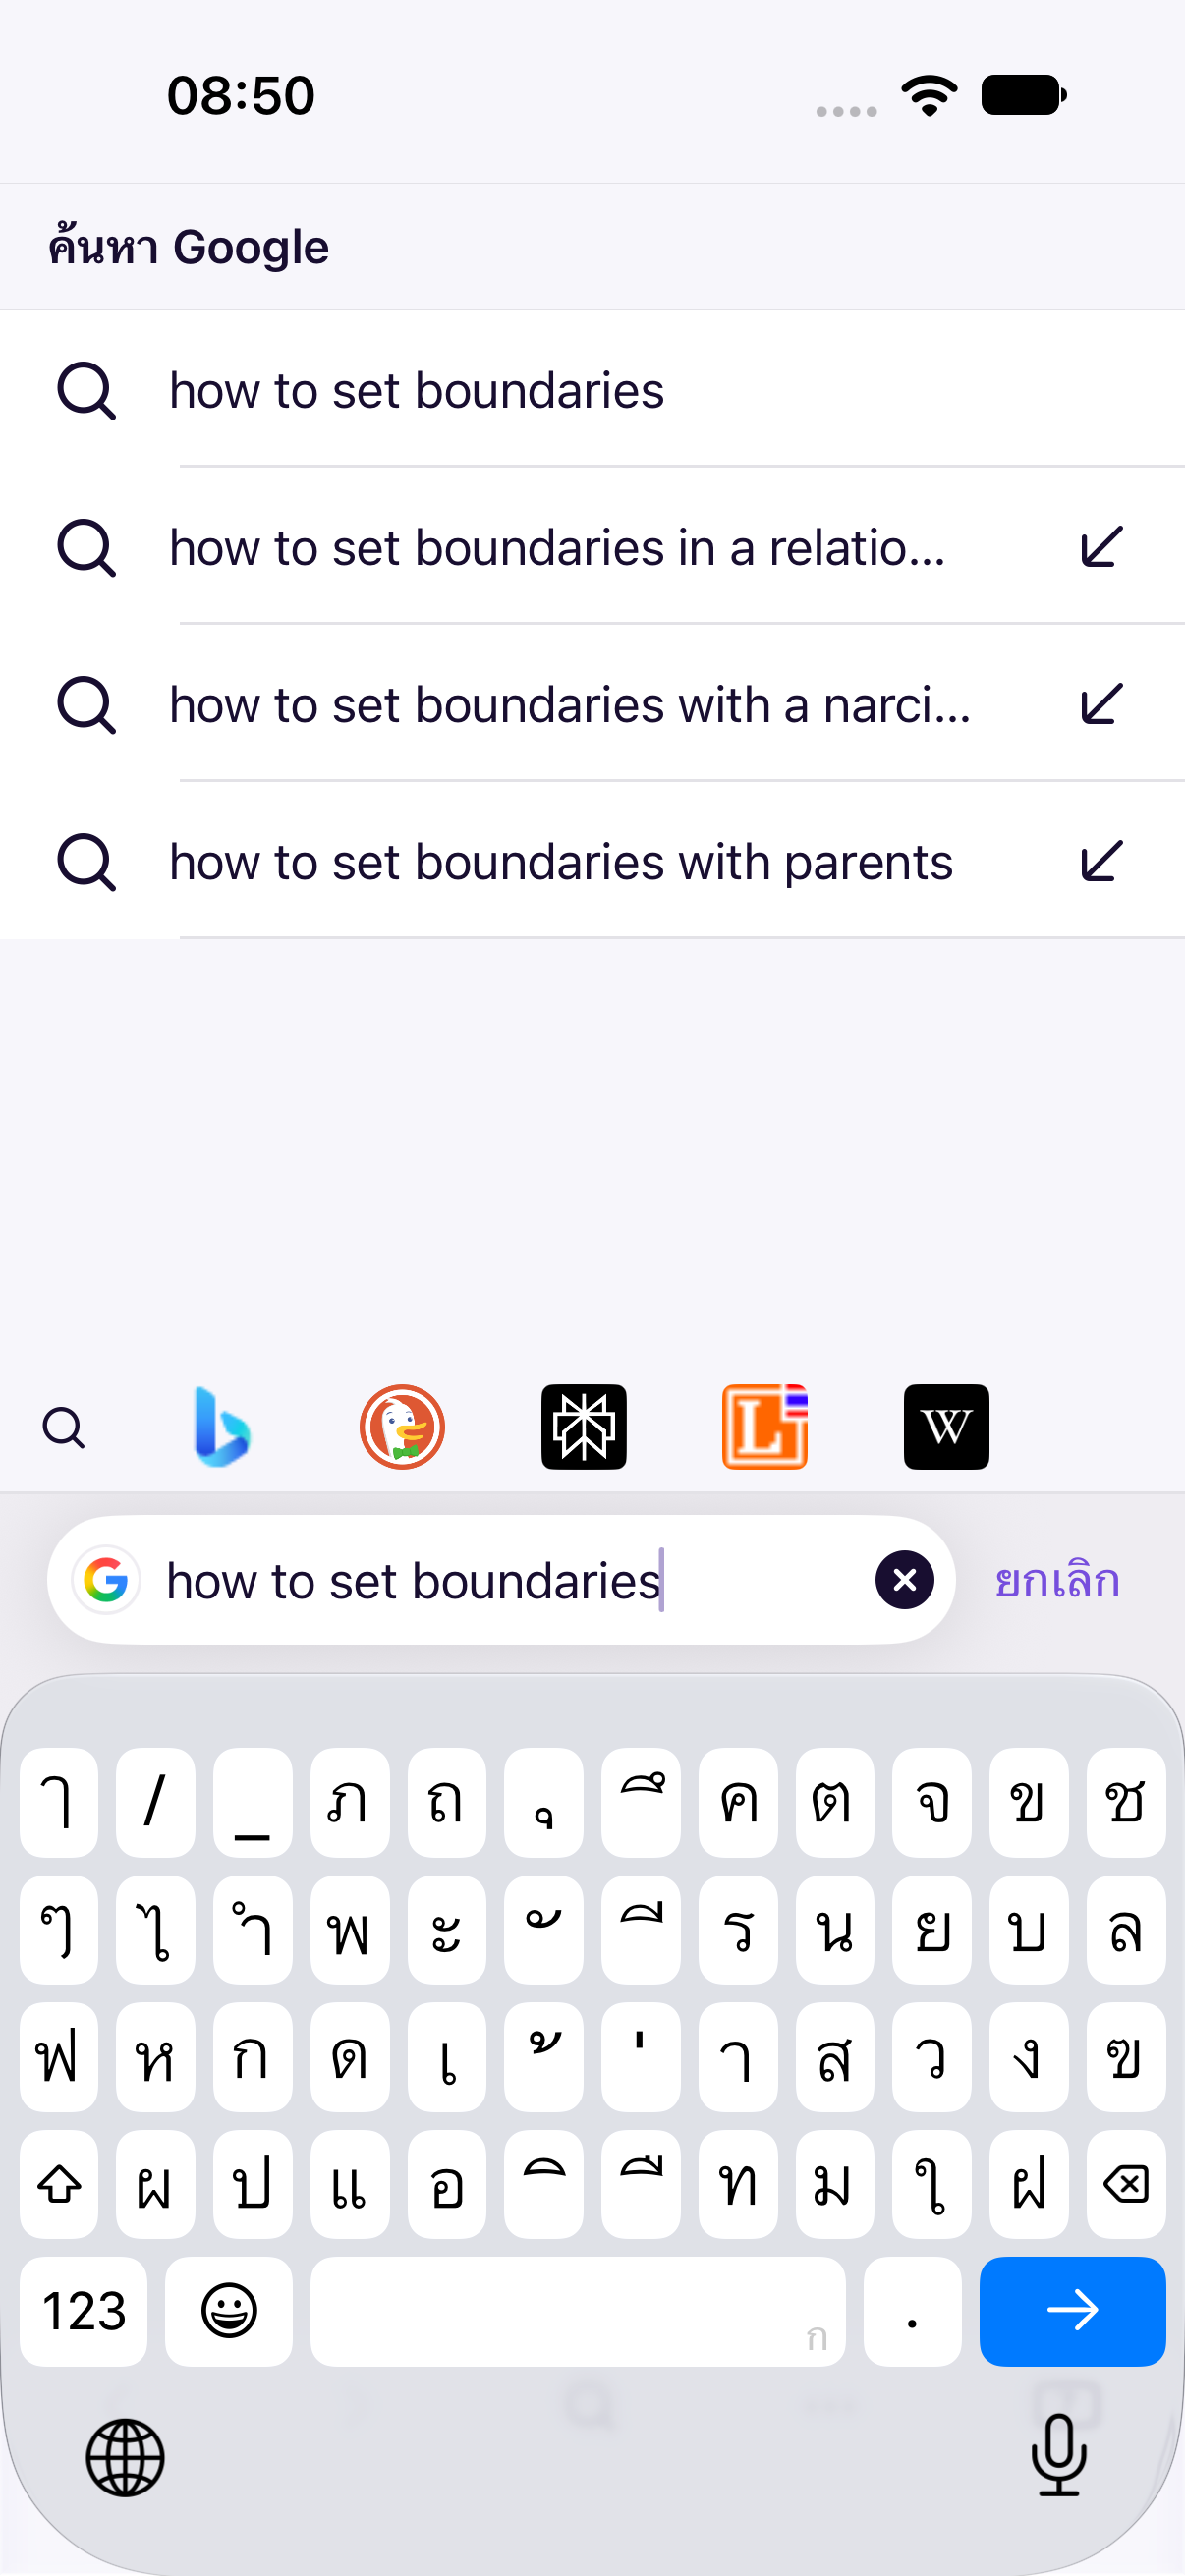 08:50
ค้นหา Google
how to set boundaries
how to set boundaries in a relatio...
how to set boundaries with a narci...
how to set boundaries with parents
L W
how to set boundaries ยกเลิก
ๅ / _ ภ ถ ุ ึ ค ต จ ข ช
ๆ ไ ำ พ ะ ั ี ร น ย บ ล
ฟ ห ก ด เ ้ ่ า ส ว ง ฃ
ผ ป แ อ ิ ื ท ม ใ ฝ
123 ก .